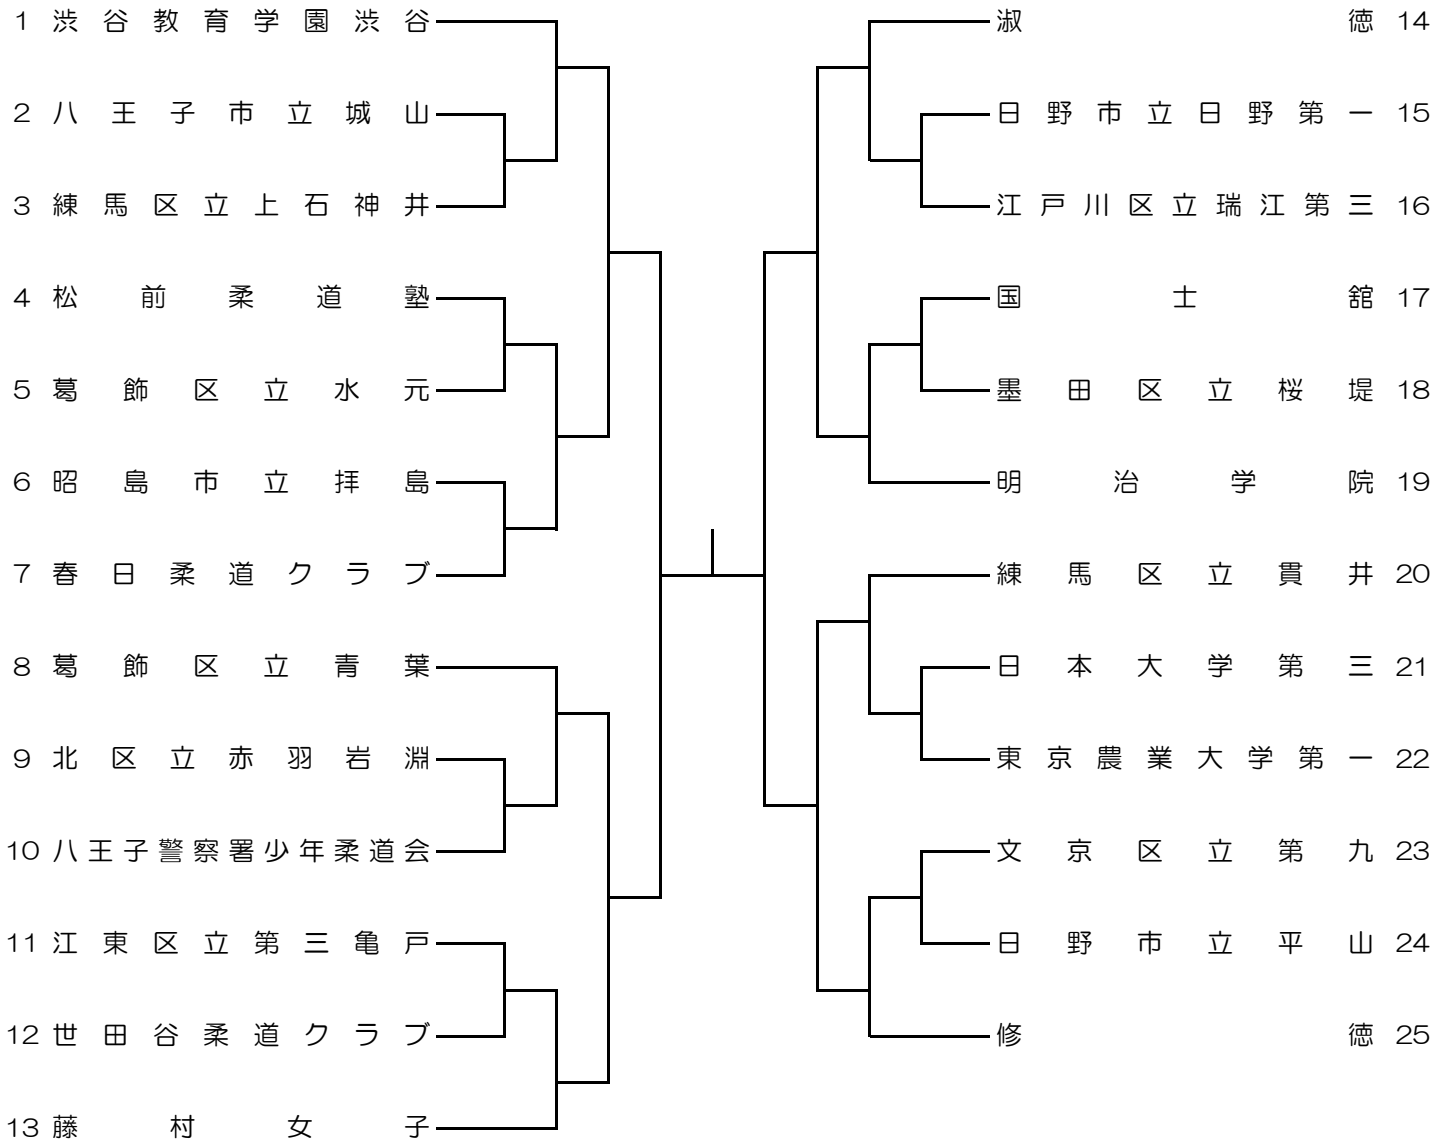 1 渋谷教育学園渋谷
2 八王子市立城山
3 練馬区立上石神井
4 松前柔道塾
5 葛飾区立水元
6 昭島市立拝島
7 春日柔道クラブ
8 葛飾区立青葉
9 北区立赤羽岩淵
10 八王子警察署少年柔道会
11 江東区立第三亀戸
12 世田谷柔道クラブ
13 藤村女子
淑徳 14
日野市立日野第一 15
江戸川区立瑞江第三 16
国士舘 17
墨田区立桜堤 18
明治学院 19
練馬区立貫井 20
日本大学第三 21
東京農業大学第一 22
文京区立第九 23
日野市立平山 24
修徳 25